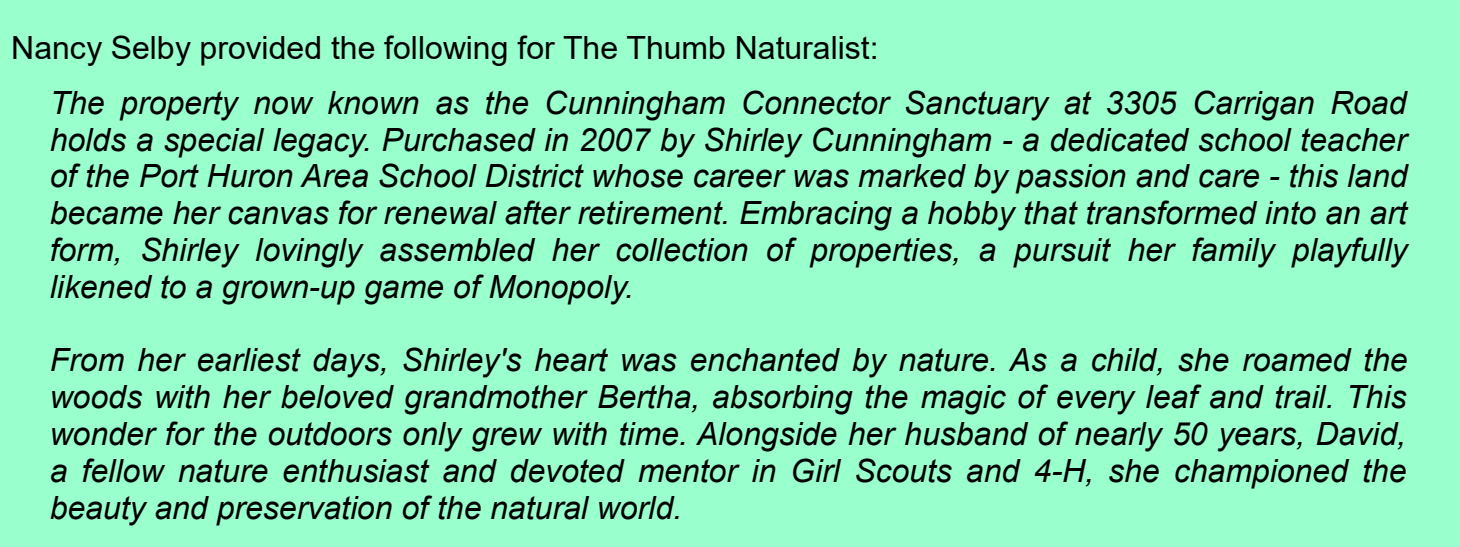 Nancy Selby provided the following for The Thumb Naturalist:
The property now known as the Cunningham Connector Sanctuary at 3305 Carrigan Road
holds a special legacy. Purchased in 2007 by Shirley Cunningham - a dedicated school teacher
of the Port Huron Area School District whose career was marked by passion and care - this land
became her canvas for renewal after retirement. Embracing a hobby that transformed into an art
form, Shirley lovingly assembled her collection of properties, a pursuit her family playfully
likened to a grown-up game of Monopoly.
From her earliest days, Shirley's heart was enchanted by nature. As a child, she roamed the
woods with her beloved grandmother Bertha, absorbing the magic of every leaf and trail. This
wonder for the outdoors only grew with time. Alongside her husband of nearly 50 years, David,
a fellow nature enthusiast and devoted mentor in Girl Scouts and 4-H, she championed the
beauty and preservation of the natural world.